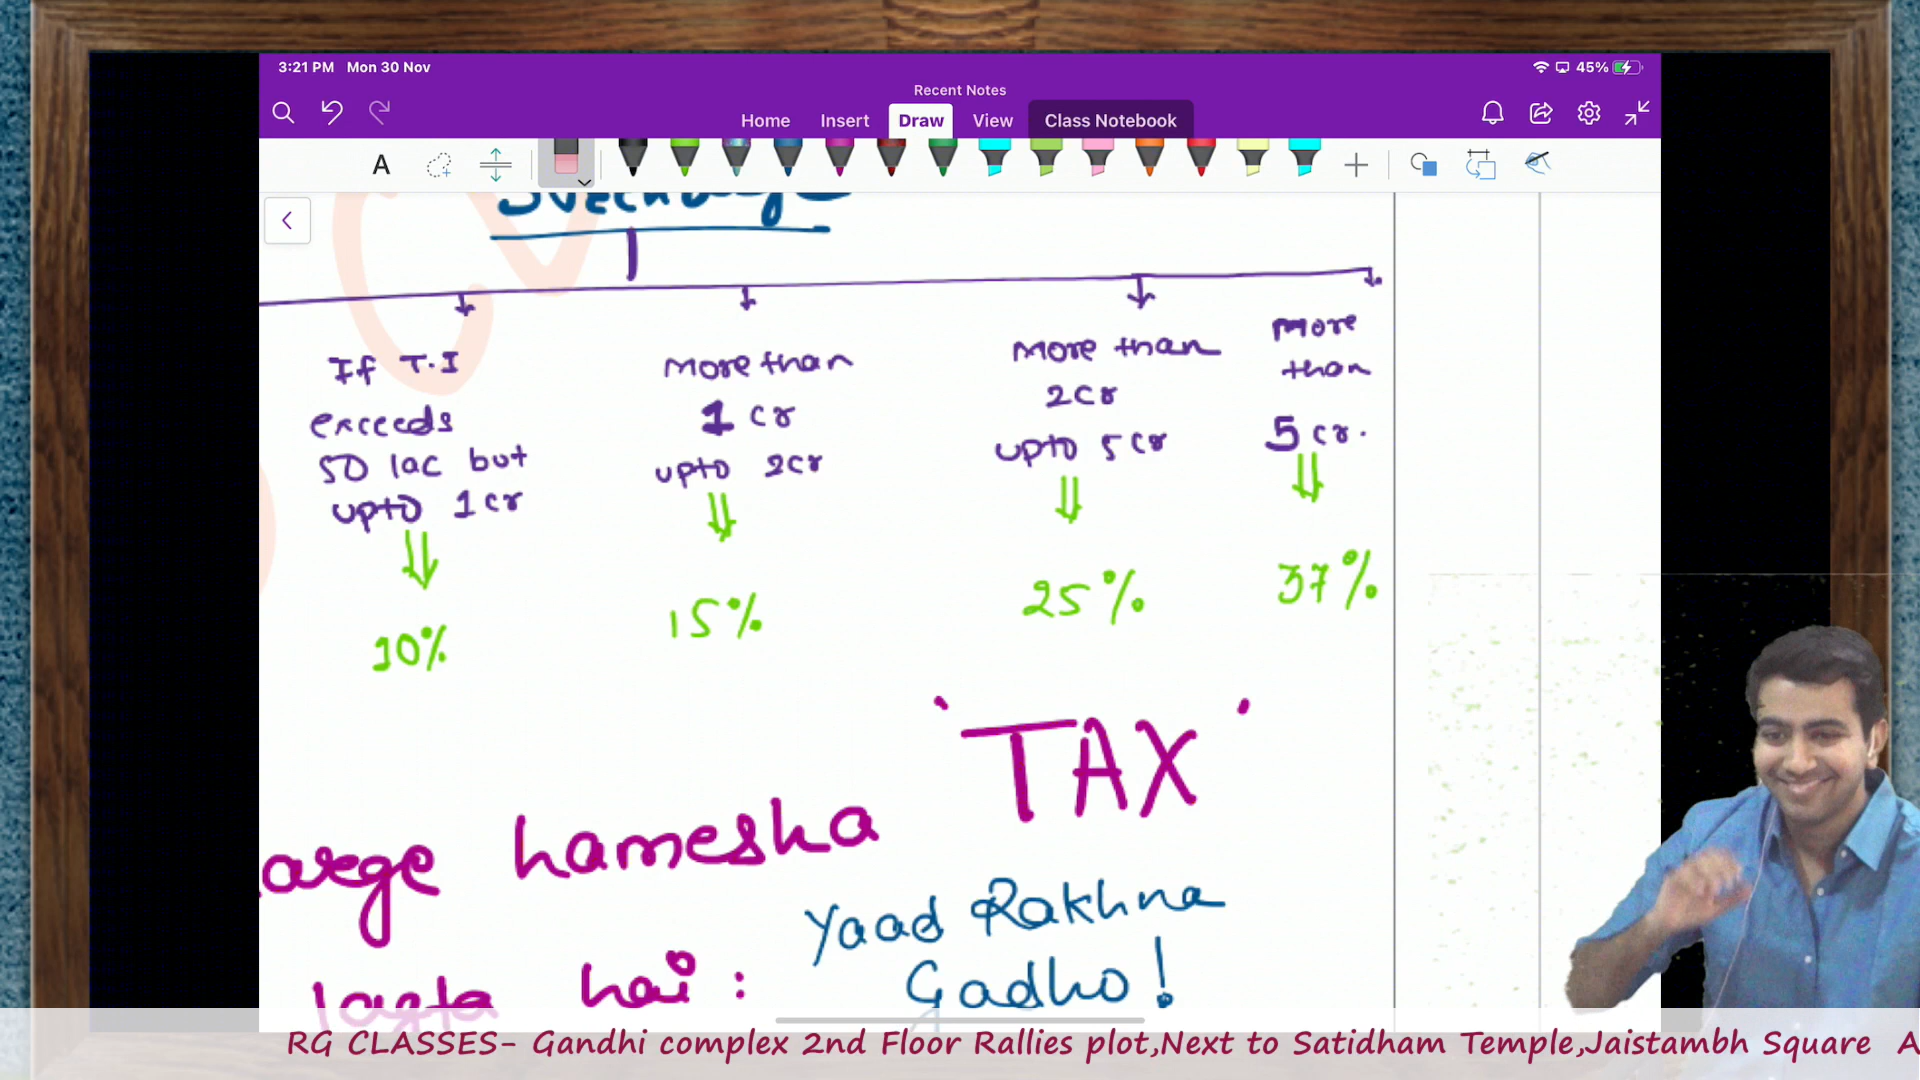 3:21 PM Mon 30 Nov
45%
Recent Notes
Home Insert Draw View Class Notebook
A
If T.I
exceeds
50 lac but
upto 1 cr
10%
More than
1 cr
upto 2cr
15%
More than
2cr
upto 5 cr
25%
More
than
5 cr.
37%
'TAX'
arge hamesha
lagta hai :
Yaad Rakhna
Gadho!
RG CLASSES- Gandhi complex 2nd Floor Rallies plot,Next to Satidham Temple,Jaistambh Square A